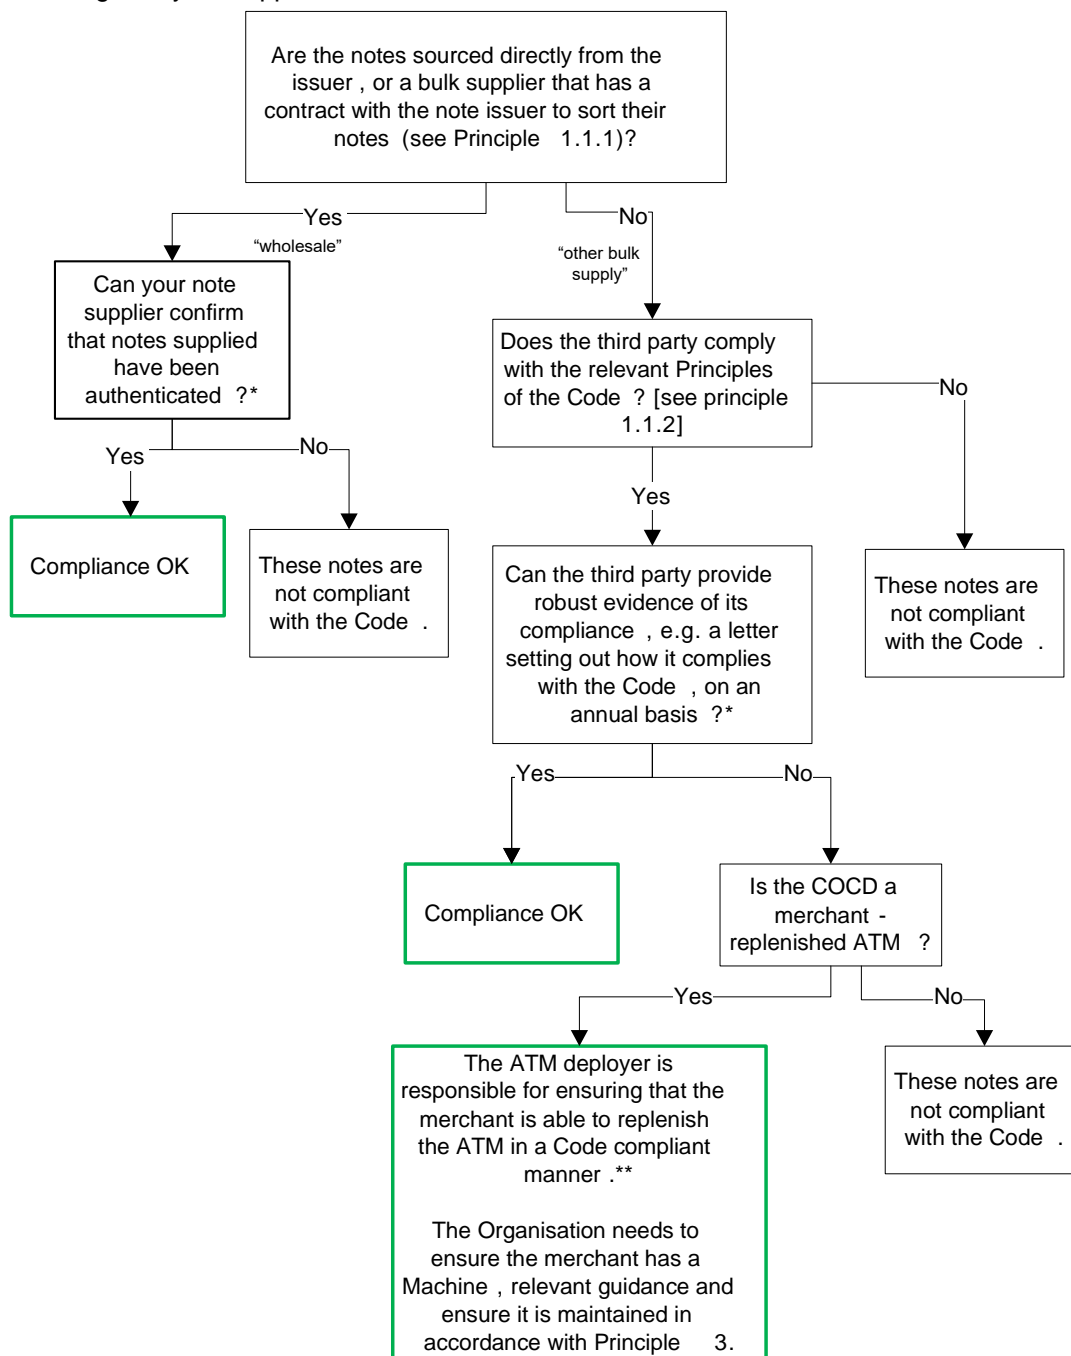 Are the notes sourced directly from the
issuer , or a bulk supplier that has a
contract with the note issuer to sort their
notes (see Principle 1.1.1)?
Yes
No
"wholesale"
"other bulk
supply"
Can your note
supplier confirm
that notes supplied
have been
authenticated ?*
Does the third party comply
with the relevant Principles
of the Code ? [see principle
1.1.2]
No
Yes
No
Yes
Compliance OK
These notes are
not compliant
with the Code .
Can the third party provide
robust evidence of its
compliance , e.g. a letter
setting out how it complies
with the Code , on an
annual basis ?*
These notes are
not compliant
with the Code .
Yes
No
Compliance OK
Is the COCD a
merchant -
replenished ATM ?
Yes
No
The ATM deployer is
responsible for ensuring that the
merchant is able to replenish
the ATM in a Code compliant
manner .**
The Organisation needs to
ensure the merchant has a
Machine , relevant guidance and
ensure it is maintained in
accordance with Principle 3.
These notes are
not compliant
with the Code .